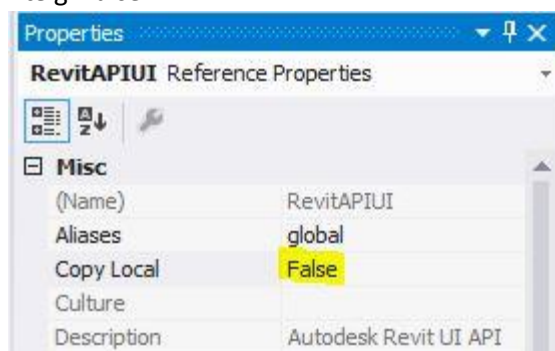 Properties
RevitAPIUI Reference Properties
Misc
(Name) RevitAPIUI
Aliases global
Copy Local False
Culture
Description Autodesk Revit UI API